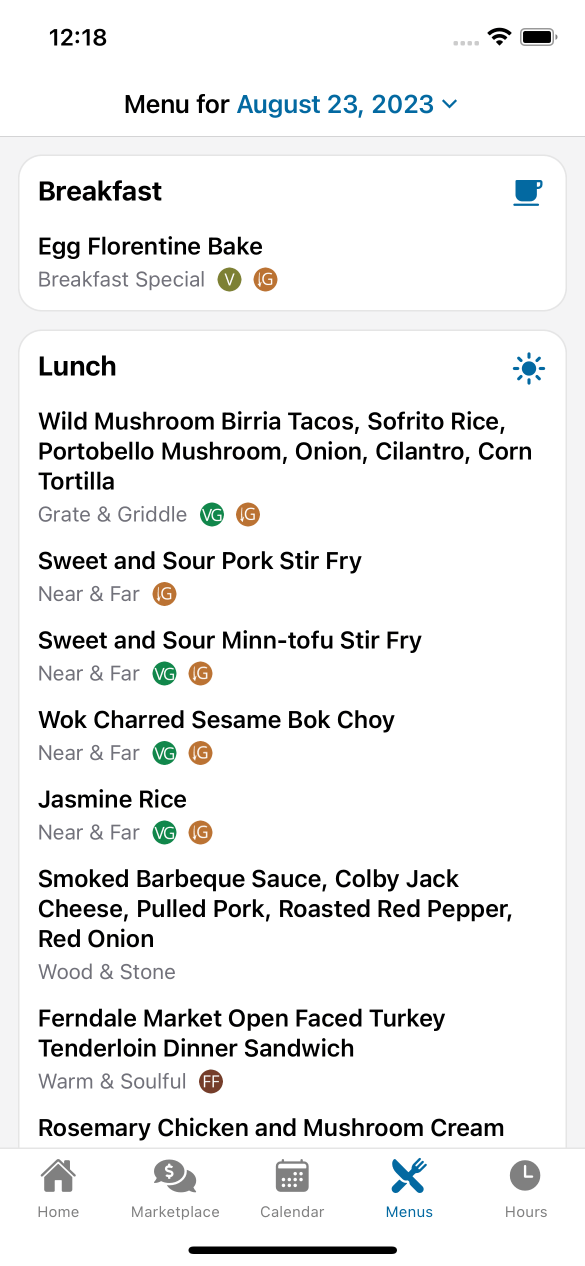 12:18
Menu for August 23, 2023
Breakfast
Egg Florentine Bake
Breakfast Special V ↓G
Lunch
Wild Mushroom Birria Tacos, Sofrito Rice,
Portobello Mushroom, Onion, Cilantro, Corn
Tortilla
Grate & Griddle VG ↓G
Sweet and Sour Pork Stir Fry
Near & Far ↓G
Sweet and Sour Minn-tofu Stir Fry
Near & Far VG ↓G
Wok Charred Sesame Bok Choy
Near & Far VG ↓G
Jasmine Rice
Near & Far VG ↓G
Smoked Barbeque Sauce, Colby Jack
Cheese, Pulled Pork, Roasted Red Pepper,
Red Onion
Wood & Stone
Ferndale Market Open Faced Turkey
Tenderloin Dinner Sandwich
Warm & Soulful FF
Rosemary Chicken and Mushroom Cream
$
Home Marketplace Calendar Menus Hours